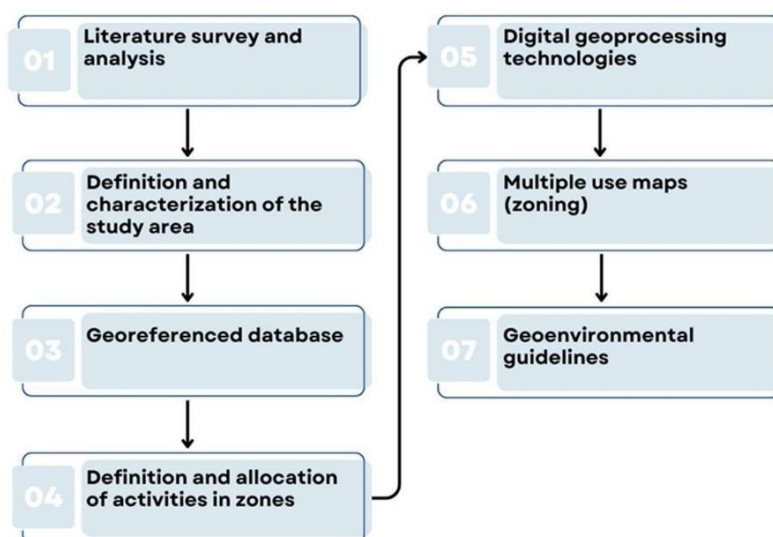 01
Literature survey and
analysis
02
Definition and
characterization of the
study area
03
Georeferenced database
04
Definition and allocation
of activities in zones
05
Digital geoprocessing
technologies
06
Multiple use maps
(zoning)
07
Geoenvironmental
guidelines